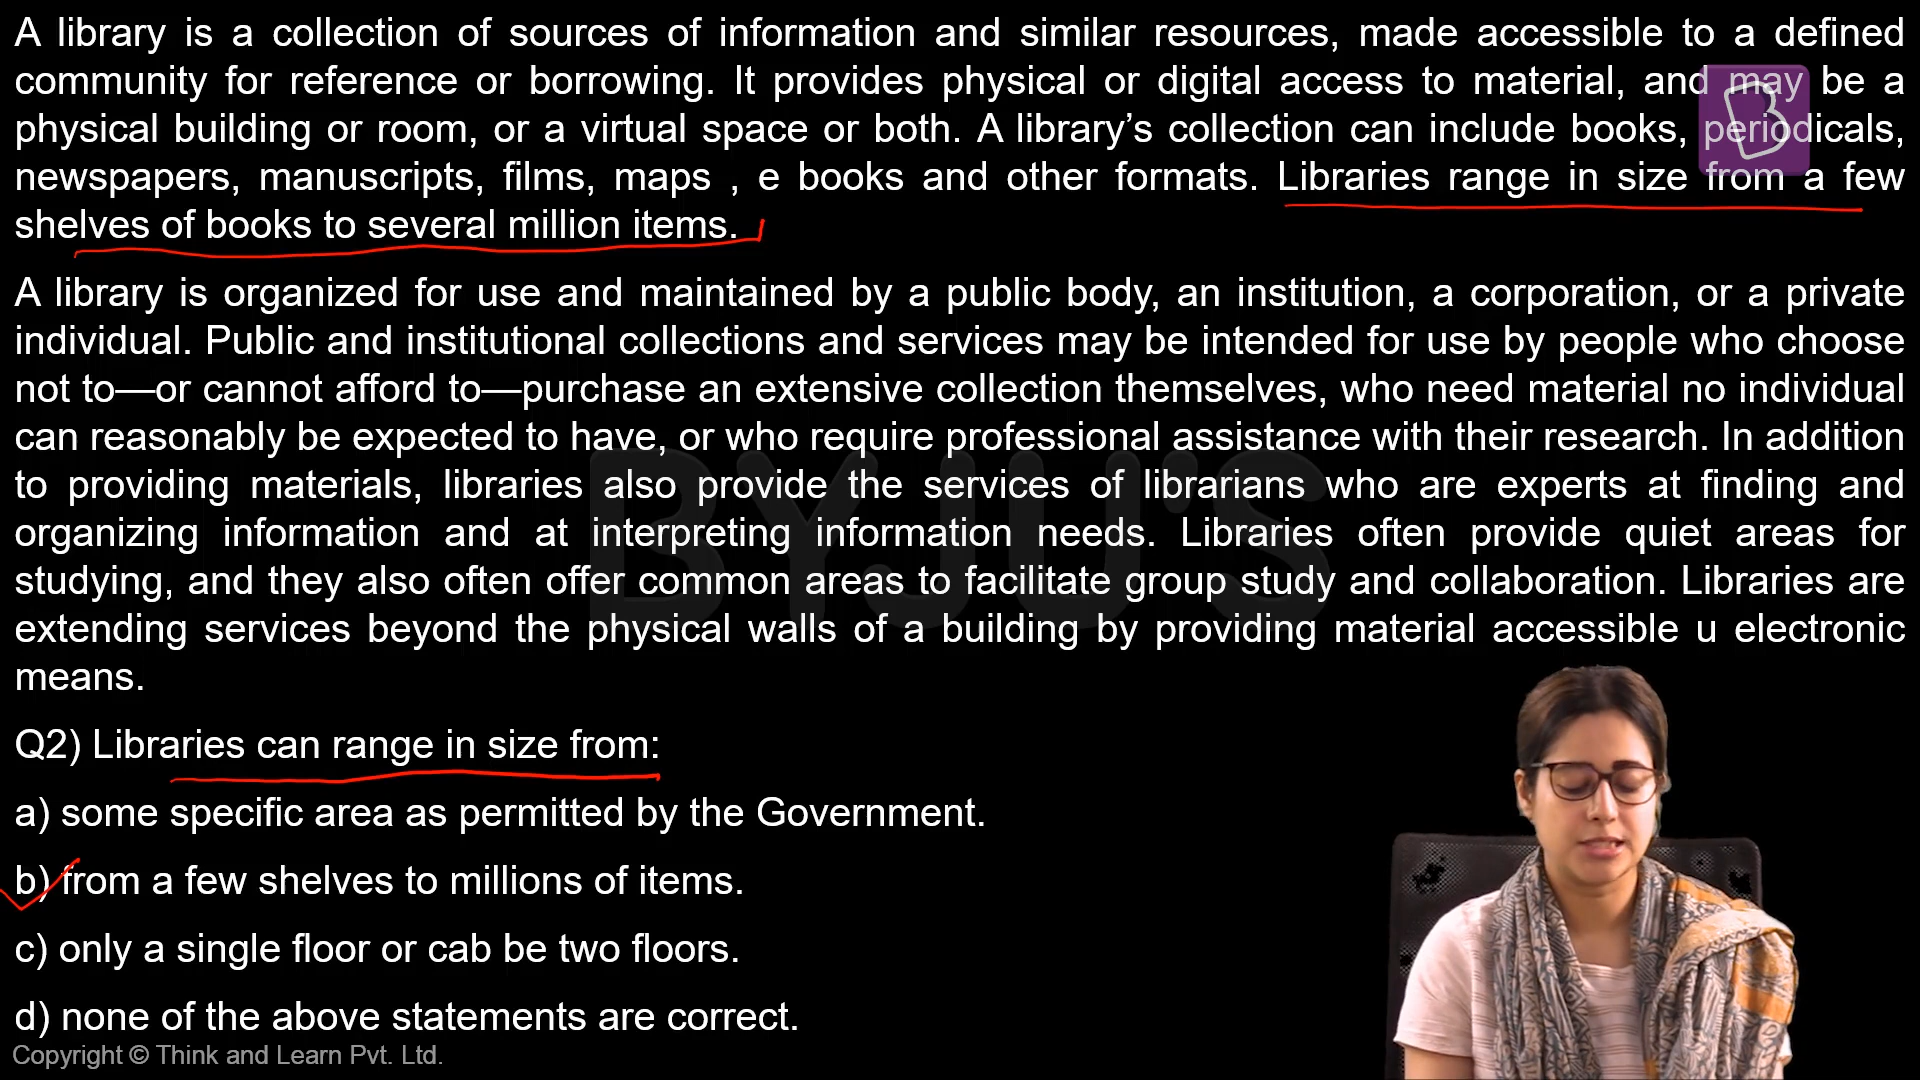 A library is a collection of sources of information and similar resources, made accessible to a defined
community for reference or borrowing. It provides physical or digital access to material, and may be a
physical building or room, or a virtual space or both. A library’s collection can include books, periodicals,
newspapers, manuscripts, films, maps , e books and other formats. Libraries range in size from a few
shelves of books to several million items.
A library is organized for use and maintained by a public body, an institution, a corporation, or a private
individual. Public and institutional collections and services may be intended for use by people who choose
not to—or cannot afford to—purchase an extensive collection themselves, who need material no individual
can reasonably be expected to have, or who require professional assistance with their research. In addition
to providing materials, libraries also provide the services of librarians who are experts at finding and
organizing information and at interpreting information needs. Libraries often provide quiet areas for
studying, and they also often offer common areas to facilitate group study and collaboration. Libraries are
extending services beyond the physical walls of a building by providing material accessible u electronic
means.
BYJU'S
Q2) Libraries can range in size from:
a) some specific area as permitted by the Government.
b) from a few shelves to millions of items.
c) only a single floor or cab be two floors.
d) none of the above statements are correct.
Copyright © Think and Learn Pvt. Ltd.